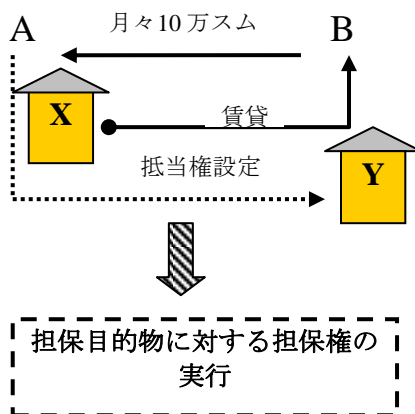 A 月々10万スム B
X
賃貸
抵当権設定
Y
担保目的物に対する担保権の
実行